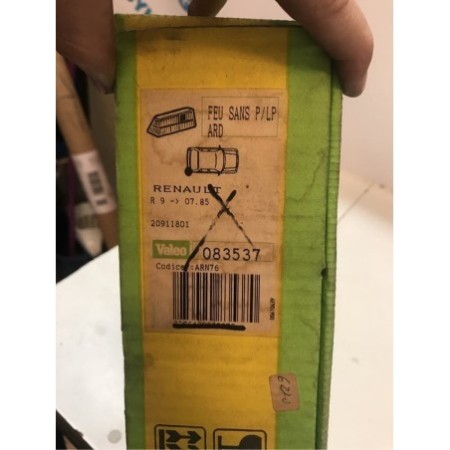 FEU SANS P/LP
ARD
RENAULT
R 9 -> 07.85
20911801
Valeo 083537
Codice :ARN76